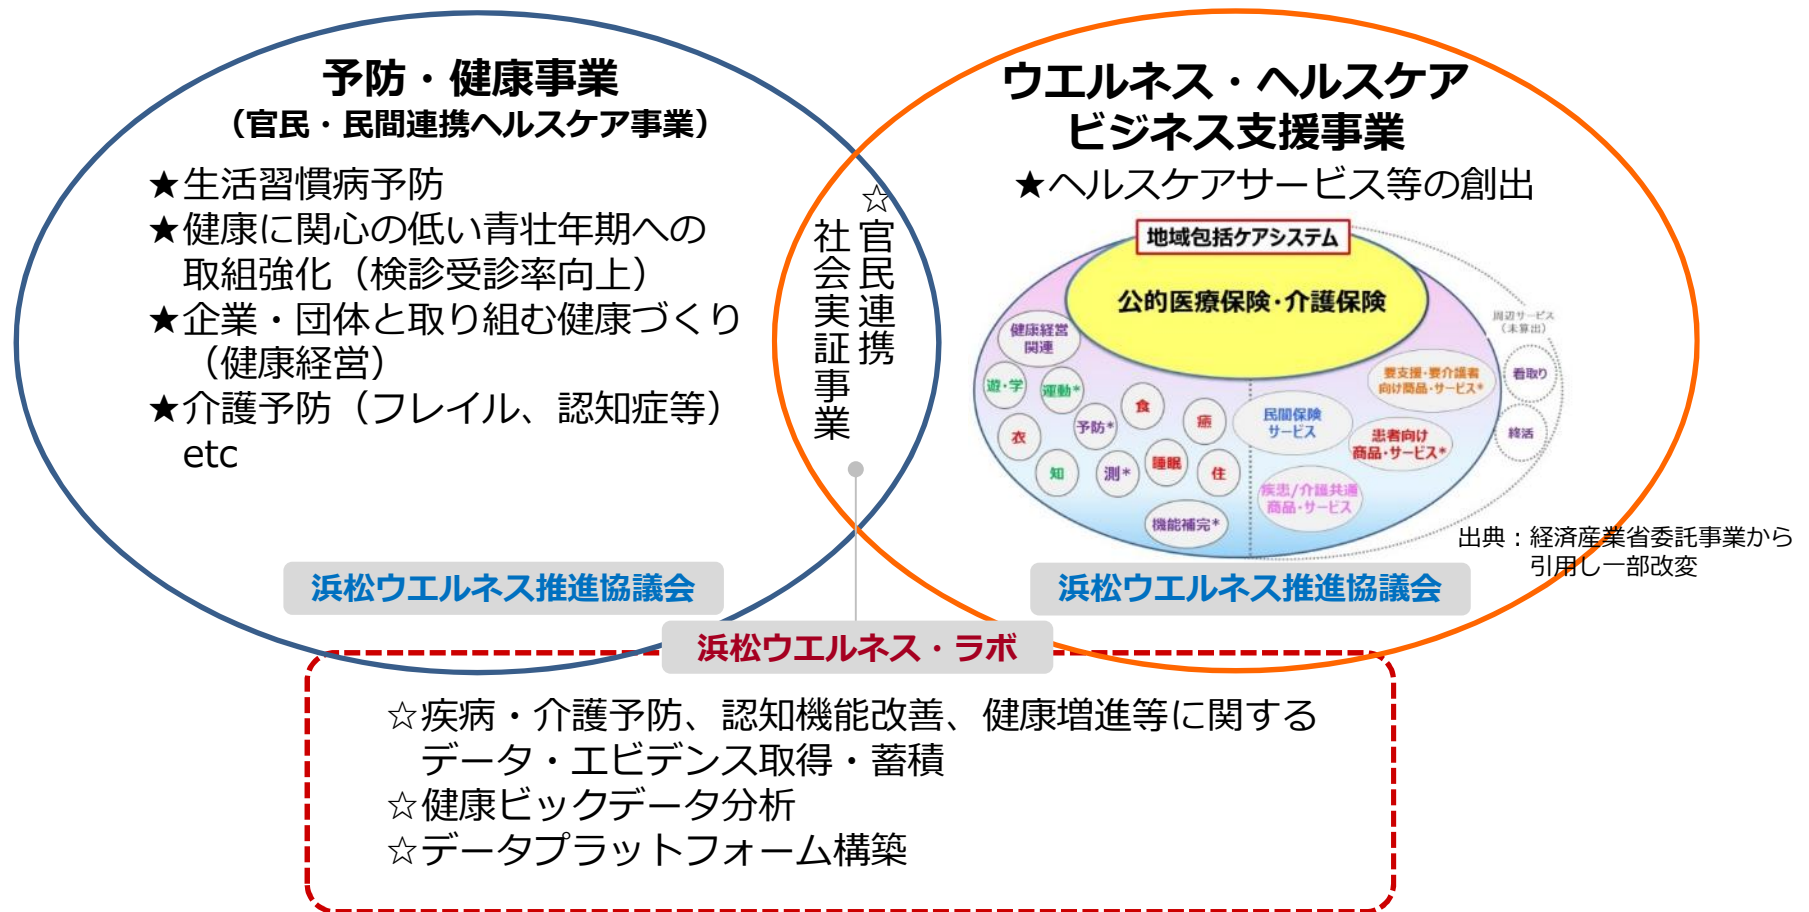 予防・健康事業
（官民・民間連携ヘルスケア事業）
★生活習慣病予防
★健康に関心の低い青壮年期への
取組強化（検診受診率向上）
★企業・団体と取り組む健康づくり
（健康経営）
★介護予防（フレイル、認知症等）
etc
☆官民連携
社会実証事業
ウエルネス・ヘルスケア
ビジネス支援事業
★ヘルスケアサービス等の創出
地域包括ケアシステム
公的医療保険・介護保険
周辺サービス
（未算出）
健康経営
関連
遊・学
運動*
食
癒
衣
予防*
知
測*
睡眠
住
機能補完*
民間保険
サービス
要支援・要介護者
向け商品・サービス*
患者向け
商品・サービス*
疾患/介護共通
商品・サービス
看取り
終活
出典：経済産業省委託事業から
引用し一部改変
浜松ウエルネス推進協議会
浜松ウエルネス推進協議会
浜松ウエルネス・ラボ
☆疾病・介護予防、認知機能改善、健康増進等に関する
データ・エビデンス取得・蓄積
☆健康ビックデータ分析
☆データプラットフォーム構築